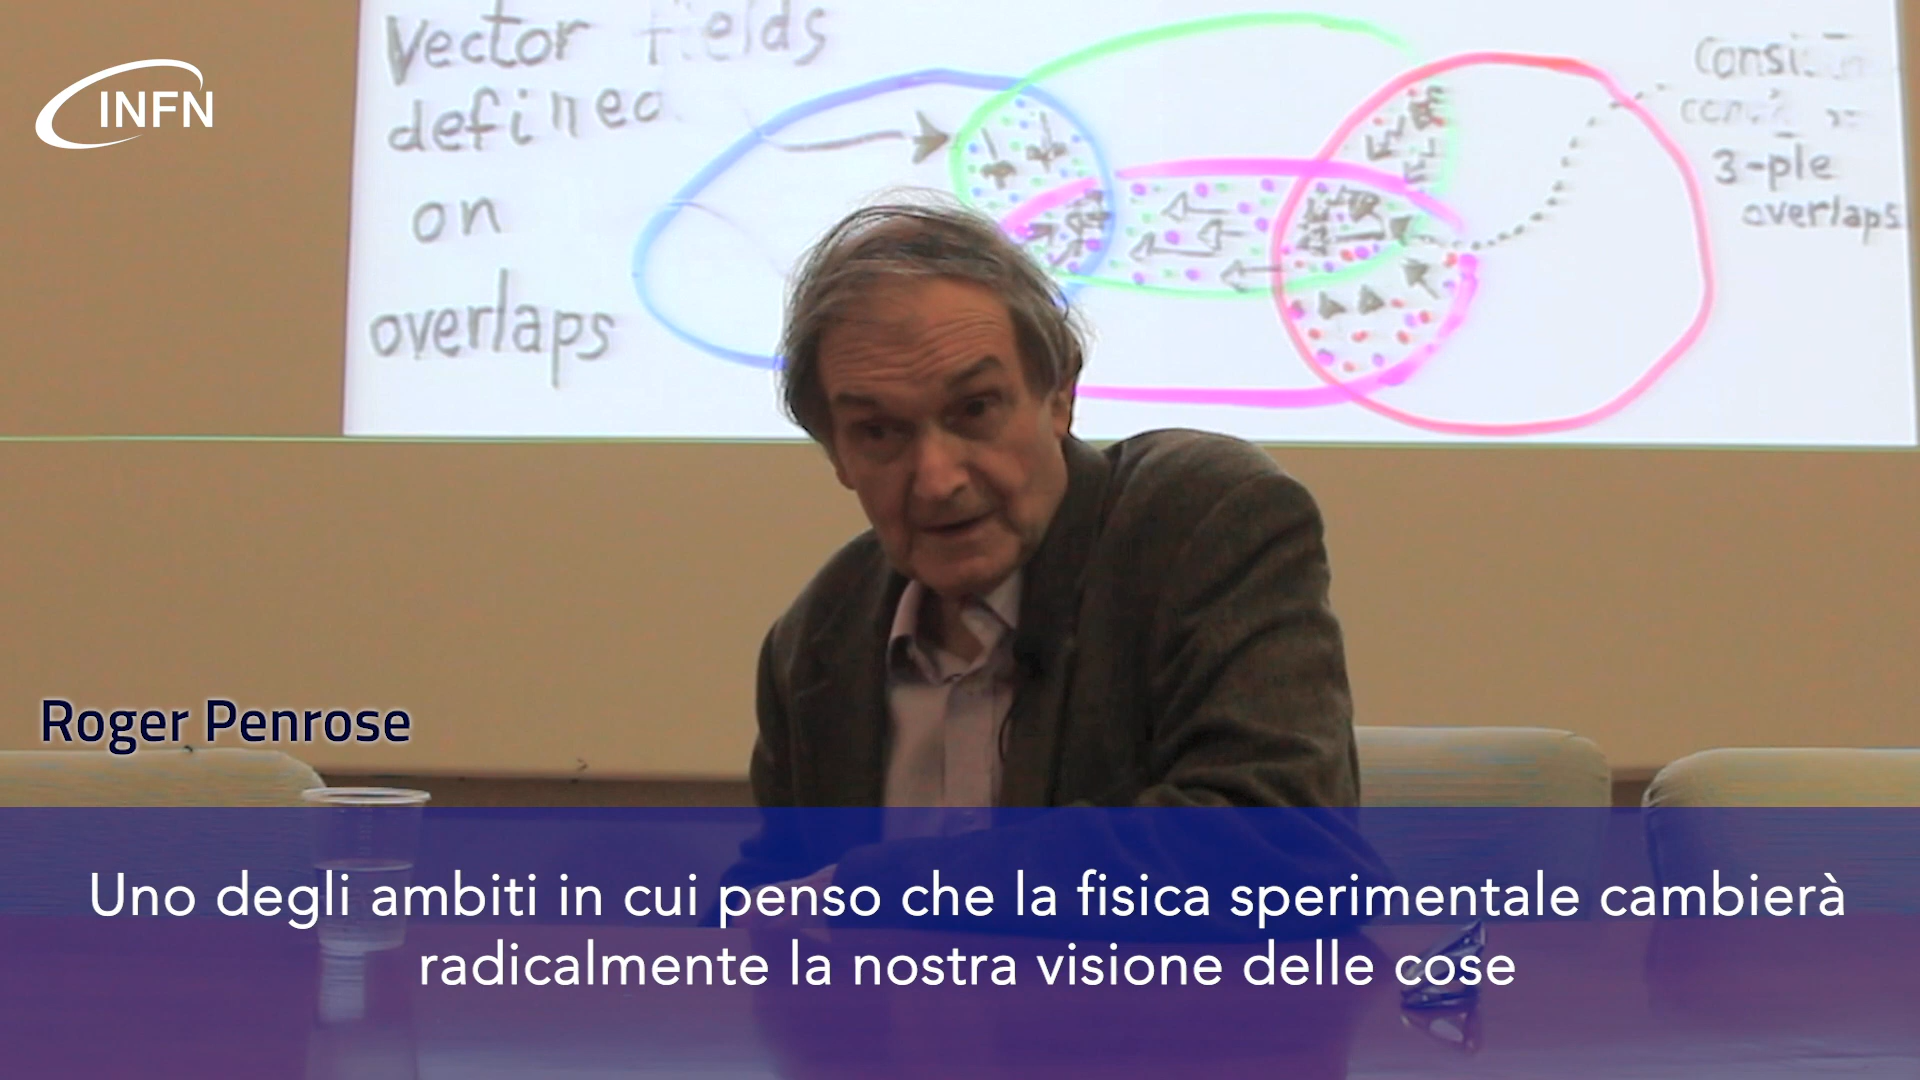 INFN
Vector fields
defined
on
overlaps
3-ple
overlaps
Roger Penrose
Uno degli ambiti in cui penso che la fisica sperimentale cambierà
radicalmente la nostra visione delle cose